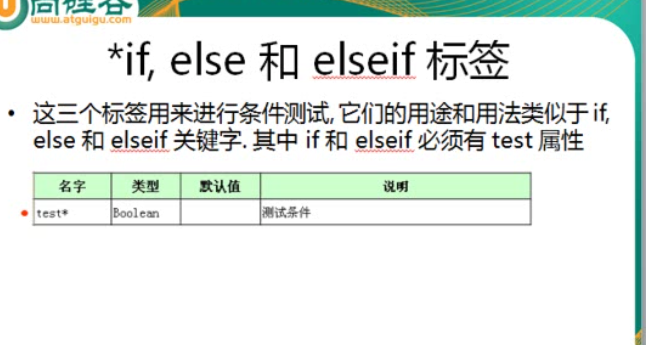 尚硅谷
www.atguigu.com
*if, else 和 elseif 标签
• 这三个标签用来进行条件测试, 它们的用途和用法类似于 if,
else 和 elseif 关键字. 其中 if 和 elseif 必须有 test 属性
名字 类型 默认值 说明
test* Boolean 测试条件